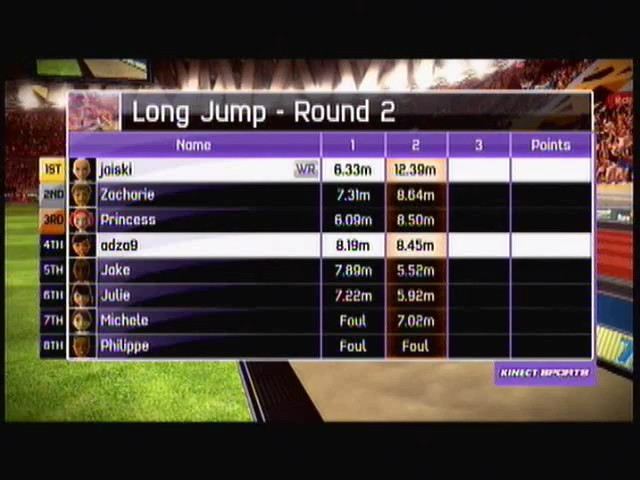 Long Jump - Round 2
Name 1 2 3 Points
1ST jaiski WR 6.33m 12.39m
2ND Zacharie 7.31m 8.64m
3RD Princess 6.09m 8.50m
4TH adza9 8.19m 8.45m
5TH Jake 7.89m 5.52m
6TH Julie 7.22m 5.92m
7TH Michele Foul 7.02m
8TH Philippe Foul Foul
KINECT SPORTS